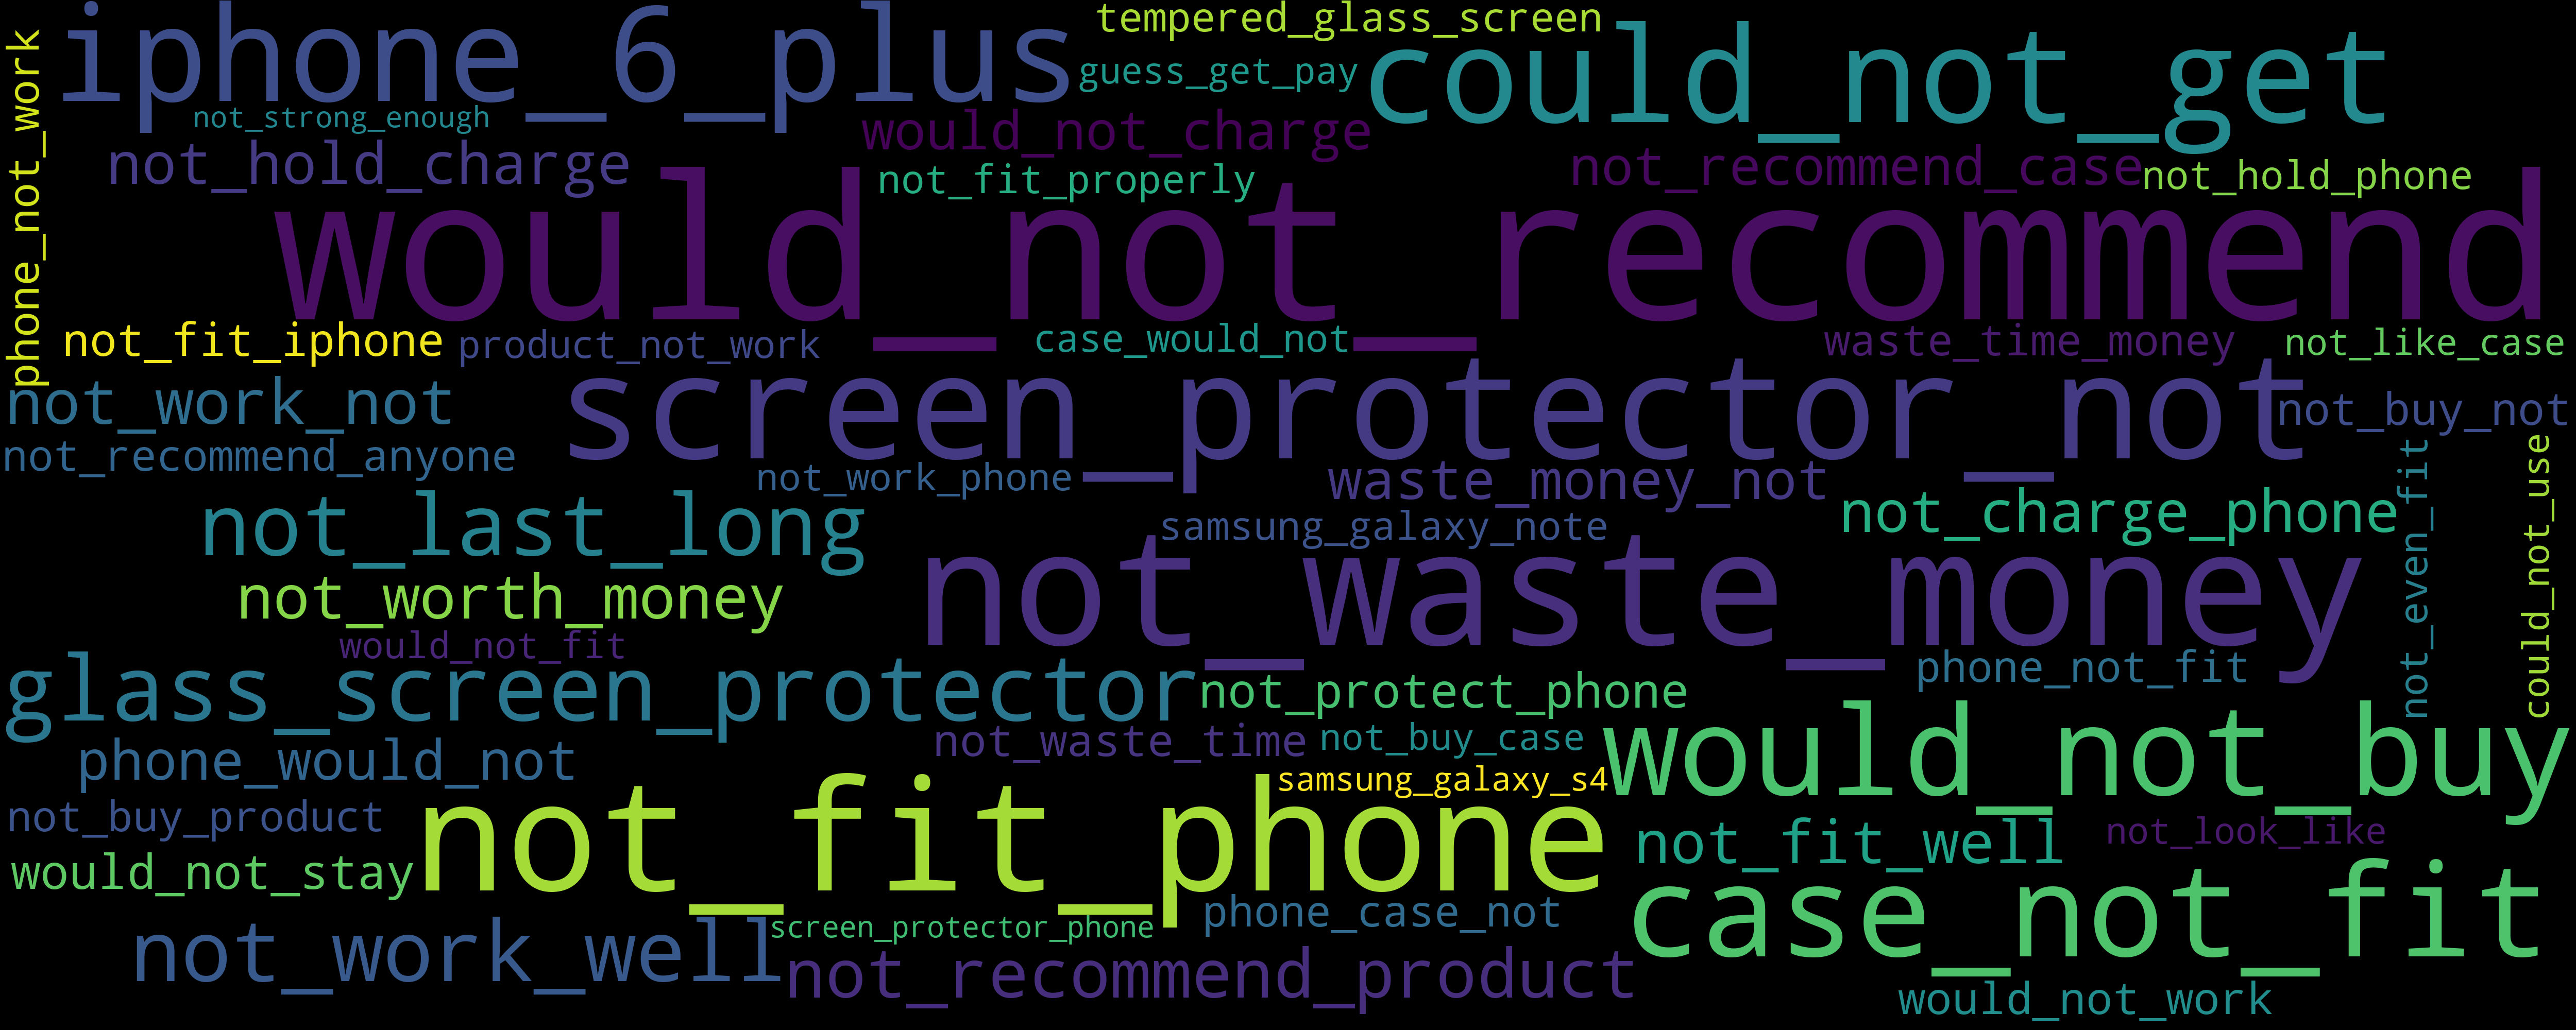 phone_not_work
iphone_6_plus
tempered_glass_screen
guess_get_pay
could_not_get
not_strong_enough
would_not_charge
not_hold_charge
not_fit_properly
not_recommend_case
not_hold_phone
would_not_recommend
not_fit_iphone
product_not_work
case_would_not
waste_time_money
not_like_case
not_work_not
screen_protector_not
not_buy_not
not_recommend_anyone
not_work_phone
waste_money_not
not_even_fit
could_not_use
not_last_long
samsung_galaxy_note
not_charge_phone
not_worth_money
not_waste_money
would_not_fit
glass_screen_protector
not_protect_phone
phone_not_fit
phone_would_not
not_waste_time
not_buy_case
would_not_buy
samsung_galaxy_s4
not_buy_product
not_fit_phone
not_fit_well
not_look_like
would_not_stay
case_not_fit
screen_protector_phone
phone_case_not
not_work_well
not_recommend_product
would_not_work